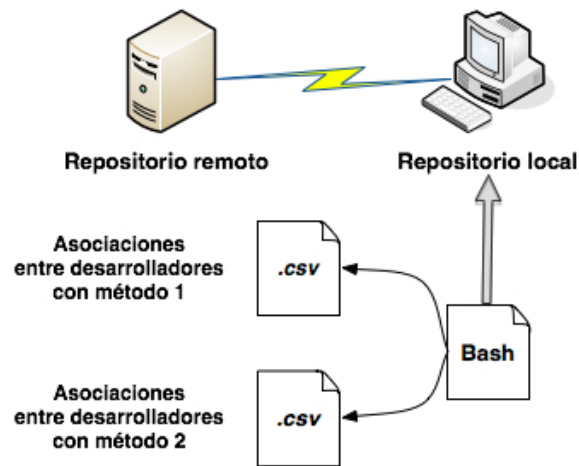 Repositorio remoto
Repositorio local
Asociaciones
entre desarrolladores
con método 1
.csv
Bash
Asociaciones
entre desarrolladores
con método 2
.csv